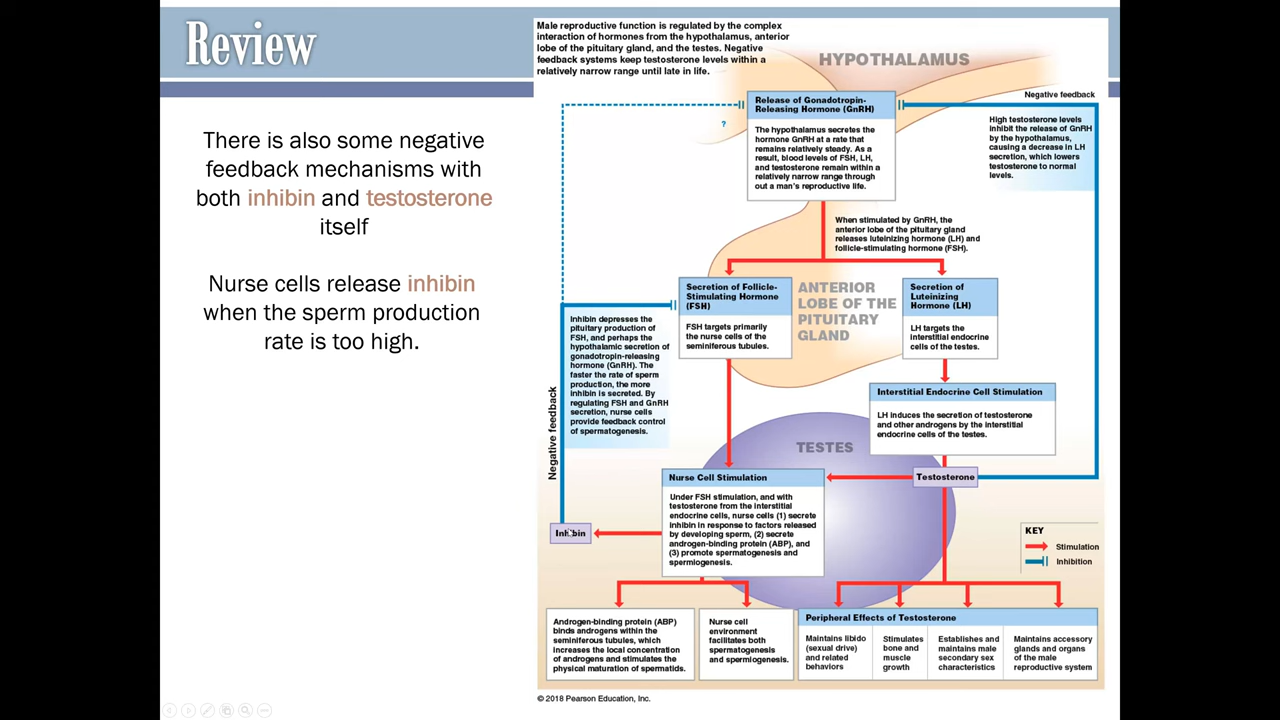 Review
There is also some negative
feedback mechanisms with
both inhibin and testosterone
itself
Nurse cells release inhibin
when the sperm production
rate is too high.
Male reproductive function is regulated by the complex
interaction of hormones from the hypothalamus, anterior
lobe of the pituitary gland, and the testes. Negative
feedback systems keep testosterone levels within a
relatively narrow range until late in life.
HYPOTHALAMUS
Negative feedback
Release of Gonadotropin-
Releasing Hormone (GnRH)
The hypothalamus secretes the
hormone GnRH at a rate that
remains relatively steady. As a
result, blood levels of FSH, LH,
and testosterone remain within a
relatively narrow range through
out a man's reproductive life.
?
High testosterone levels
inhibit the release of GnRH
by the hypothalamus,
causing a decrease in LH
secretion, which lowers
testosterone to normal
levels.
When stimulated by GnRH, the
anterior lobe of the pituitary gland
releases luteinizing hormone (LH) and
follicle-stimulating hormone (FSH).
Secretion of Follicle-
Stimulating Hormone
(FSH)
FSH targets primarily
the nurse cells of the
seminiferous tubules.
ANTERIOR
LOBE OF THE
PITUITARY
GLAND
Secretion of
Luteinizing
Hormone (LH)
LH targets the
interstitial endocrine
cells of the testes.
Inhibin depresses the
pituitary production of
FSH, and perhaps the
hypothalamic secretion of
gonadotropin-releasing
hormone (GnRH). The
faster the rate of sperm
production, the more
inhibin is secreted. By
regulating FSH and GnRH
secretion, nurse cells
provide feedback control
of spermatogenesis.
Negative feedback
Interstitial Endocrine Cell Stimulation
LH induces the secretion of testosterone
and other androgens by the interstitial
endocrine cells of the testes.
TESTES
Nurse Cell Stimulation
Under FSH stimulation, and with
testosterone from the interstitial
endocrine cells, nurse cells (1) secrete
inhibin in response to factors released
by developing sperm, (2) secrete
androgen-binding protein (ABP), and
(3) promote spermatogenesis and
spermiogenesis.
Testosterone
Inhibin
KEY
Stimulation
Inhibition
Androgen-binding protein (ABP)
binds androgens within the
seminiferous tubules, which
increases the local concentration
of androgens and stimulates the
physical maturation of spermatids.
Nurse cell
environment
facilitates both
spermatogenesis
and spermiogenesis.
Peripheral Effects of Testosterone
Maintains libido
(sexual drive)
and related
behaviors
Stimulates
bone and
muscle
growth
Establishes and
maintains male
secondary sex
characteristics
Maintains accessory
glands and organs
of the male
reproductive system
© 2018 Pearson Education, Inc.